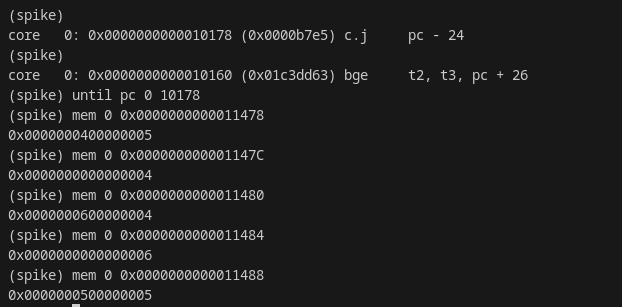 (spike)
core   0: 0x0000000000010178 (0x0000b7e5) c.j     pc - 24
(spike)
core   0: 0x0000000000010160 (0x01c3dd63) bge     t2, t3, pc + 26
(spike) until pc 0 10178
(spike) mem 0 0x0000000000011478
0x0000000400000005
(spike) mem 0 0x000000000001147C
0x0000000000000004
(spike) mem 0 0x0000000000011480
0x0000000600000004
(spike) mem 0 0x0000000000011484
0x0000000000000006
(spike) mem 0 0x0000000000011488
0x0000000500000005